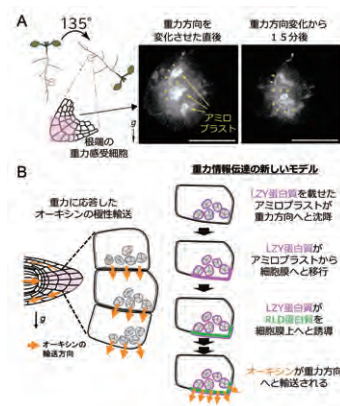 A
135°
重力方向を
変化させた直後
重力方向変化から
15分後
アミロ
プラスト
g
根端の
重力感受細胞
B
重力に応答した
オーキシンの極性輸送
g
オーキシンの
輸送方向
重力情報伝達の新しいモデル
LZY蛋白質を載せた
アミロプラストが
重力方向へと沈降
LZY蛋白質が
アミロプラストから
細胞膜へと移行
LZY蛋白質が
RLD蛋白質を
細胞膜上へと誘導
オーキシンが重力方向
へと輸送される